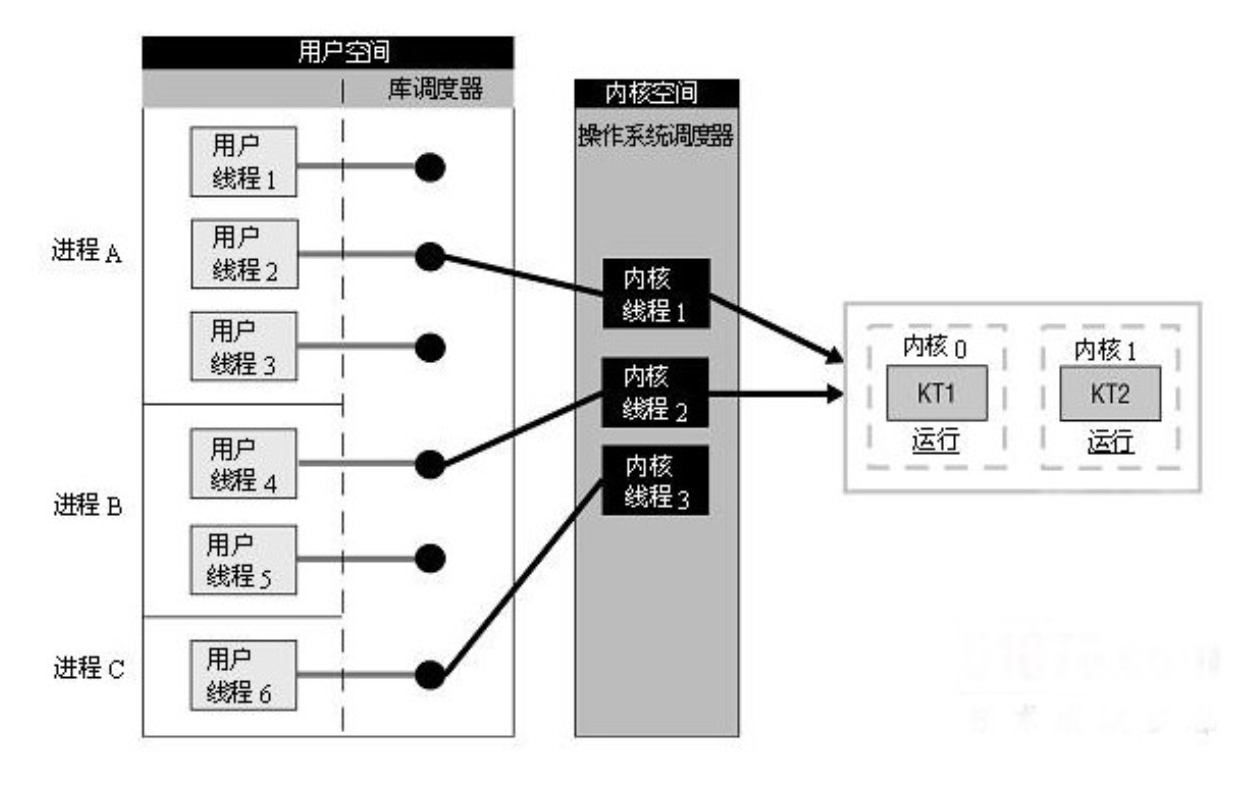 用户空间
库调度器
内核空间
操作系统调度器
用户
线程1
进程A
用户
线程2
用户
线程3
内核
线程1
内核
线程2
内核
线程3
内核0
KT1
运行
内核1
KT2
运行
进程B
用户
线程4
用户
线程5
进程C
用户
线程6